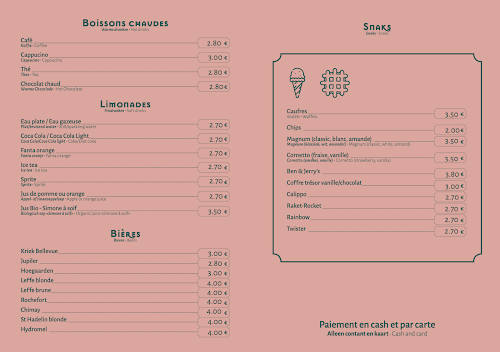 Boissons chaudes
Warme dranken - Hot drinks
Café 2.80 €
Koffie - Coffee
Cappucino 3.00 €
Cappucino - Cappucino
Thé 2.80 €
Thee - Tea
Chocolat chaud 2.80 €
Warme Chocolade - Hot Chocolate
Limonades
Frisdranken - Soft drinks
Eau plate / Eau gazeuse 2.70 €
Plat/bruisend water - Still/sparkling water
Coca Cola / Coca Cola Light 2.70 €
Coca Cola/Coca Cola light - Coke/Diet coke
Fanta orange 2.70 €
Fanta oranje - Fanta orange
Ice tea 2.70 €
Ice tea - Ice tea
Sprite 2.70 €
Sprite - Sprite
Jus de pomme ou orange 2.70 €
Appel- of sinaasappelsap - Apple or orange juice
Jus Bio - Simone à soif 3.50 €
Biologisch sap «Simone à soif» - Organic juice «Simone à soif»
Bières
Bieren - Beers
Kriek Bellevue 3.00 €
Jupiler 2.80 €
Hoegaarden 3.00 €
Leffe blonde 4.00 €
Leffe brune 4.00 €
Rochefort 4.00 €
Chimay 4.00 €
St Hadelin blonde 4.00 €
Hydromel 4.00 €
Snaks
Snaks - Snaks
Gaufres 3.50 €
Wafels - Waffles
Chips 2.00 €
Magnum (classic, blanc, amande) 3.50 €
Magnum (klassiek, wit, amandel) - Magnum (classic, white, almond)
Cornetto (fraise, vanille) 3.50 €
Cornetto (aardbei, vanille) - Cornetto (strawberry, vanilla)
Ben & Jerry's 3.80 €
Coffre trésor vanille/chocolat 3.00 €
Calippo 2.70 €
Raket-Rocket 2.70 €
Rainbow 2.70 €
Twister 2.70 €
Paiement en cash et par carte
Alleen contant en kaart - Cash and card